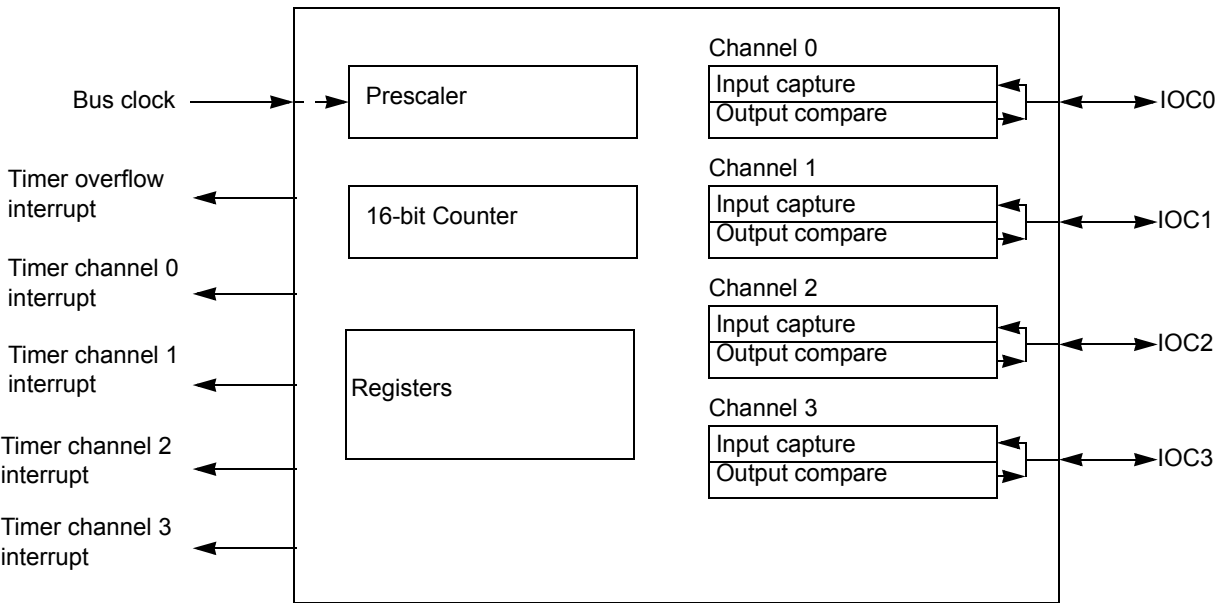 Bus clock
Timer overflow
interrupt
Timer channel 0
interrupt
Timer channel 1
interrupt
Timer channel 2
interrupt
Timer channel 3
interrupt
Prescaler
16-bit Counter
Registers
Channel 0
Input capture
Output compare
IOC0
Channel 1
Input capture
Output compare
IOC1
Channel 2
Input capture
Output compare
IOC2
Channel 3
Input capture
Output compare
IOC3